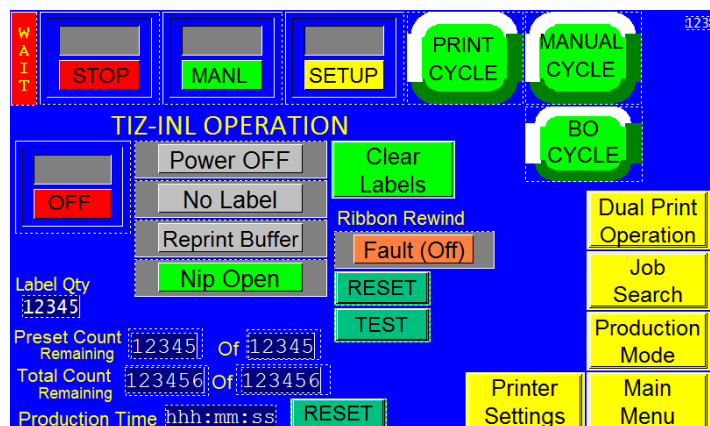 WAIT
STOP
MANL
SETUP
PRINT
CYCLE
MANUAL
CYCLE
123
TIZ-INL OPERATION
BO
CYCLE
OFF
Power OFF
No Label
Reprint Buffer
Nip Open
Clear
Labels
Ribbon Rewind
Fault (Off)
RESET
TEST
Dual Print
Operation
Job
Search
Production
Mode
Label Qty
12345
Preset Count
Remaining
12345 Of 12345
Total Count
Remaining
123456 Of 123456
Production Time hhh:mm:ss RESET
Printer
Settings
Main
Menu